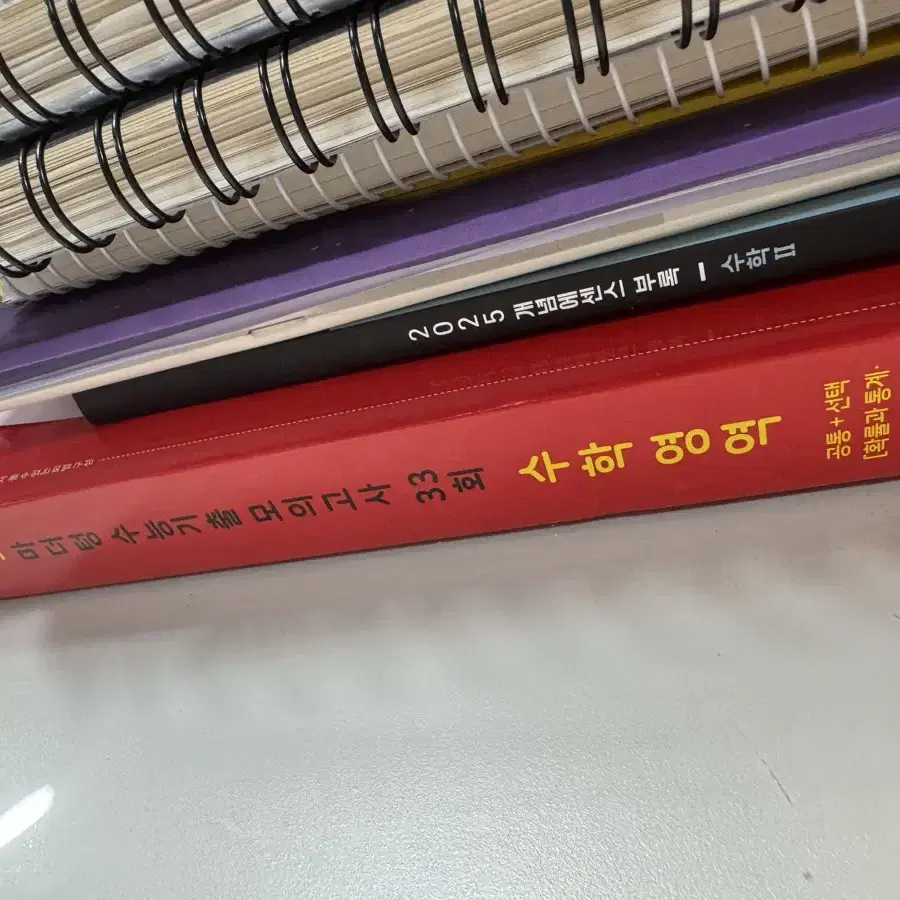 2025 개념에센스 부록 — 수학 II
마더텅 수능기출 모의고사 33회 수학 영역 공통 + 선택
[확률과 통계·